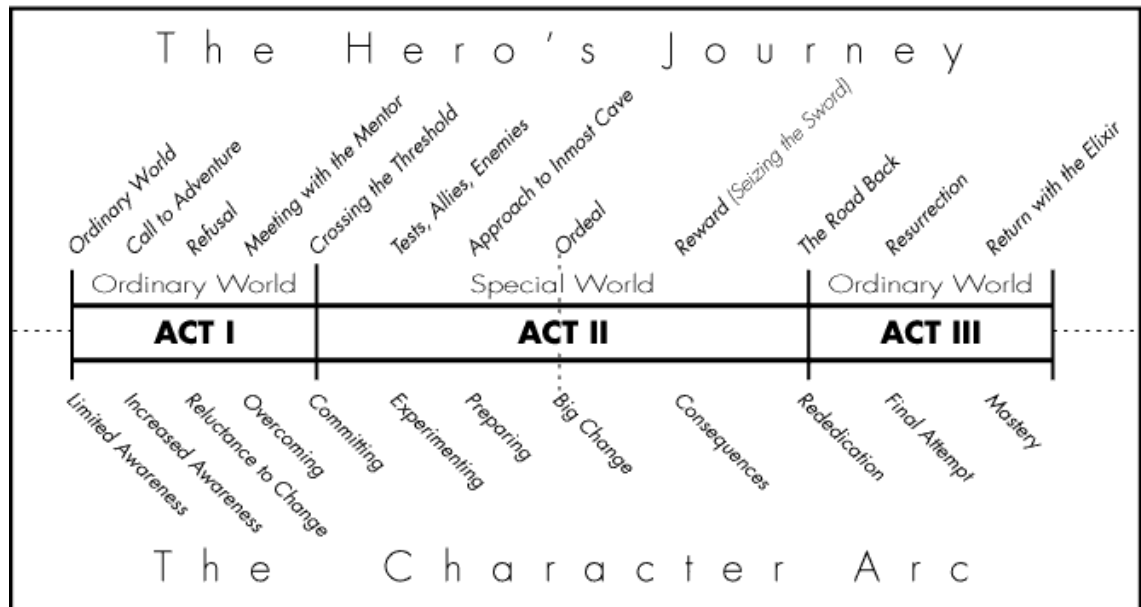 The Hero's Journey
Ordinary World
Call to Adventure
Refusal
Meeting with the Mentor
Crossing the Threshold
Tests, Allies, Enemies
Approach to Inmost Cave
Ordeal
Reward (Seizing the Sword)
The Road Back
Resurrection
Return with the Elixir
Ordinary World
Special World
Ordinary World
ACT I
ACT II
ACT III
Limited Awareness
Increased Awareness
Reluctance to Change
Overcoming
Committing
Experimenting
Preparing
Big Change
Consequences
Rededication
Final Attempt
Mastery
The Character Arc